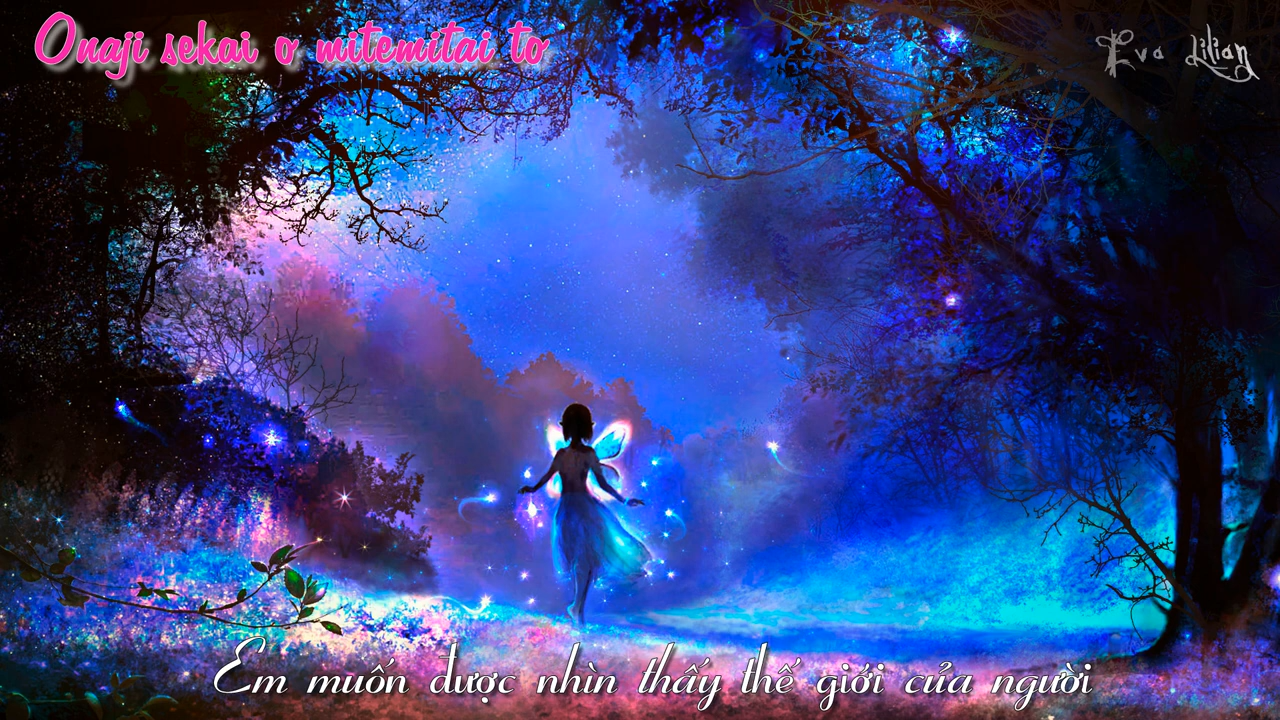 Onaji sekai o mitemitai to
Eva Lilian
Em muốn được nhìn thấy thế giới của người